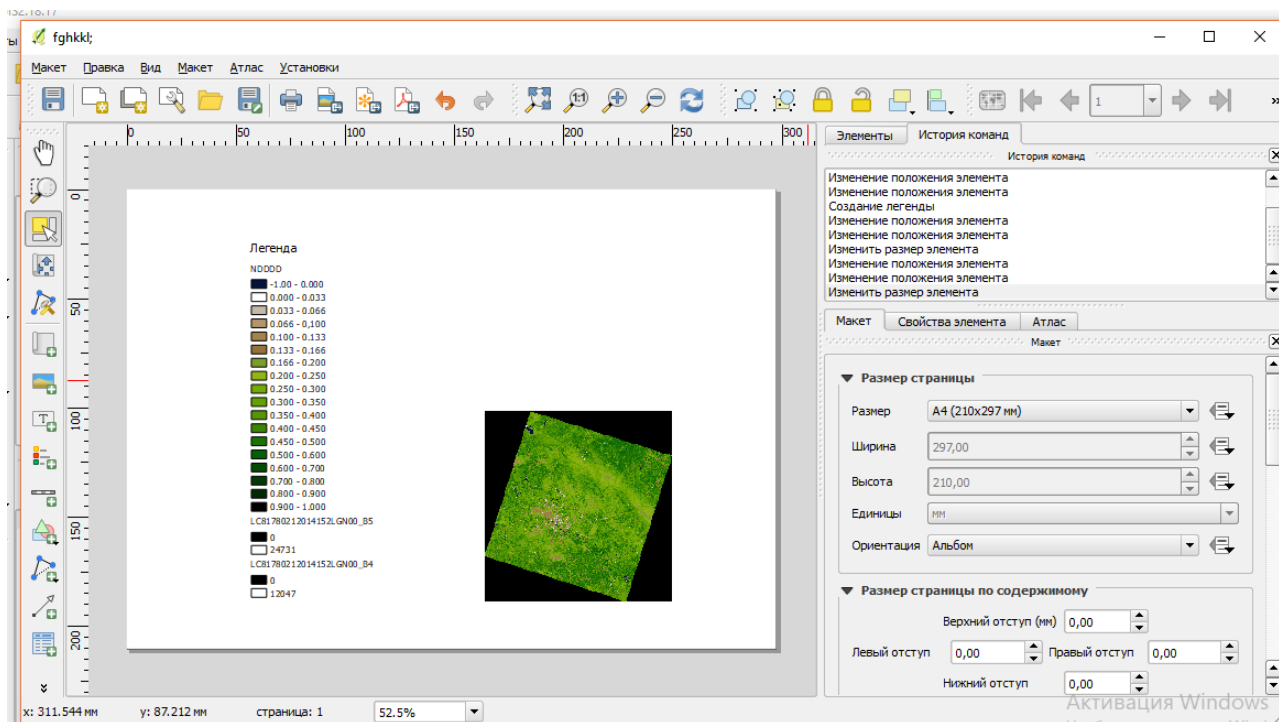 fghkkl;
Макет Правка Вид Макет Атлас Установки
1
0 50 100 150 200 250 300
0
50
100
150
200
Легенда
NDDDD
-1.00 - 0.000
0.000 - 0.033
0.033 - 0.066
0.066 - 0,100
0.100 - 0.133
0.133 - 0.166
0.166 - 0.200
0.200 - 0.250
0.250 - 0.300
0.300 - 0.350
0.350 - 0.400
0.400 - 0.450
0.450 - 0.500
0.500 - 0.600
0.600 - 0.700
0.700 - 0.800
0.800 - 0.900
0.900 - 1.000
LC81780212014152LGN00_B5
0
24731
LC81780212014152LGN00_B4
0
12047
Элементы История команд
История команд
Изменение положения элемента
Изменение положения элемента
Создание легенды
Изменение положения элемента
Изменение положения элемента
Изменить размер элемента
Изменение положения элемента
Изменение положения элемента
Изменить размер элемента
Макет Свойства элемента Атлас
Макет
Размер страницы
Размер A4 (210x297 мм)
Ширина 297,00
Высота 210,00
Единицы мм
Ориентация Альбом
Размер страницы по содержимому
Верхний отступ (мм) 0,00
Левый отступ 0,00 Правый отступ 0,00
Нижний отступ 0,00
Активация Windows
x: 311.544 мм y: 87.212 мм страница: 1 52.5%